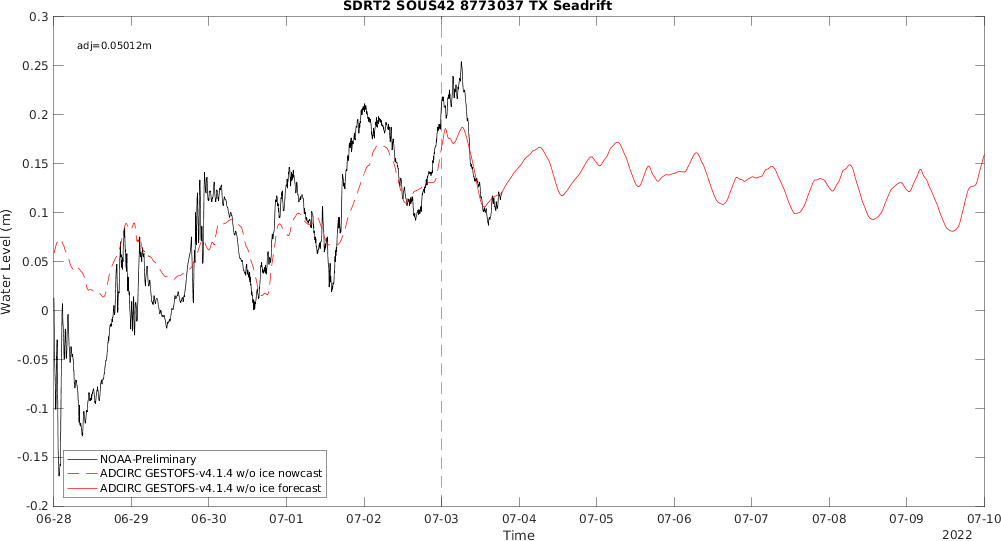 SDRT2 SOUS42 8773037 TX Seadrift
adj=0.05012m
Water Level (m)
0.3
0.25
0.2
0.15
0.1
0.05
0
-0.05
-0.1
-0.15
-0.2
NOAA-Preliminary
ADCIRC GESTOFS-v4.1.4 w/o ice nowcast
ADCIRC GESTOFS-v4.1.4 w/o ice forecast
06-28 06-29 06-30 07-01 07-02 07-03 07-04 07-05 07-06 07-07 07-08 07-09 07-10
Time
2022